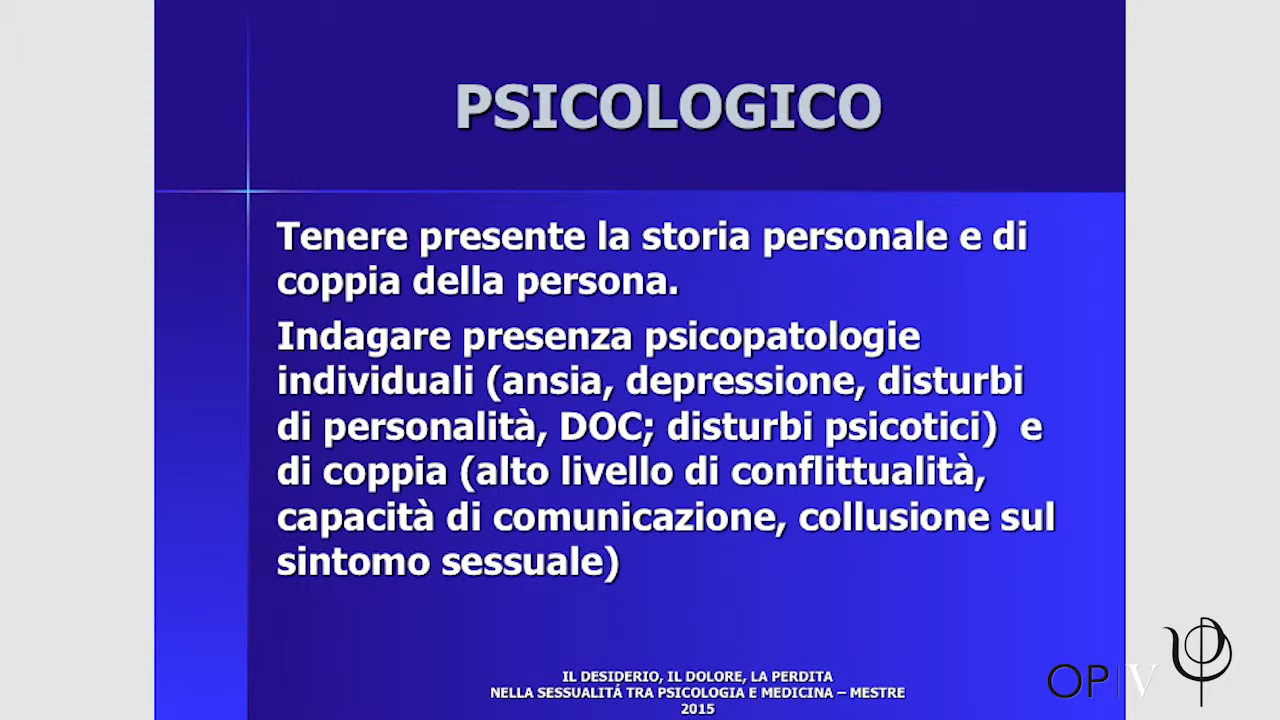 PSICOLOGICO
Tenere presente la storia personale e di
coppia della persona.
Indagare presenza psicopatologie
individuali (ansia, depressione, disturbi
di personalità, DOC; disturbi psicotici)  e
di coppia (alto livello di conflittualità,
capacità di comunicazione, collusione sul
sintomo sessuale)
IL DESIDERIO, IL DOLORE, LA PERDITA
NELLA SESSUALITÁ TRA PSICOLOGIA E MEDICINA – MESTRE
2015
OP|V